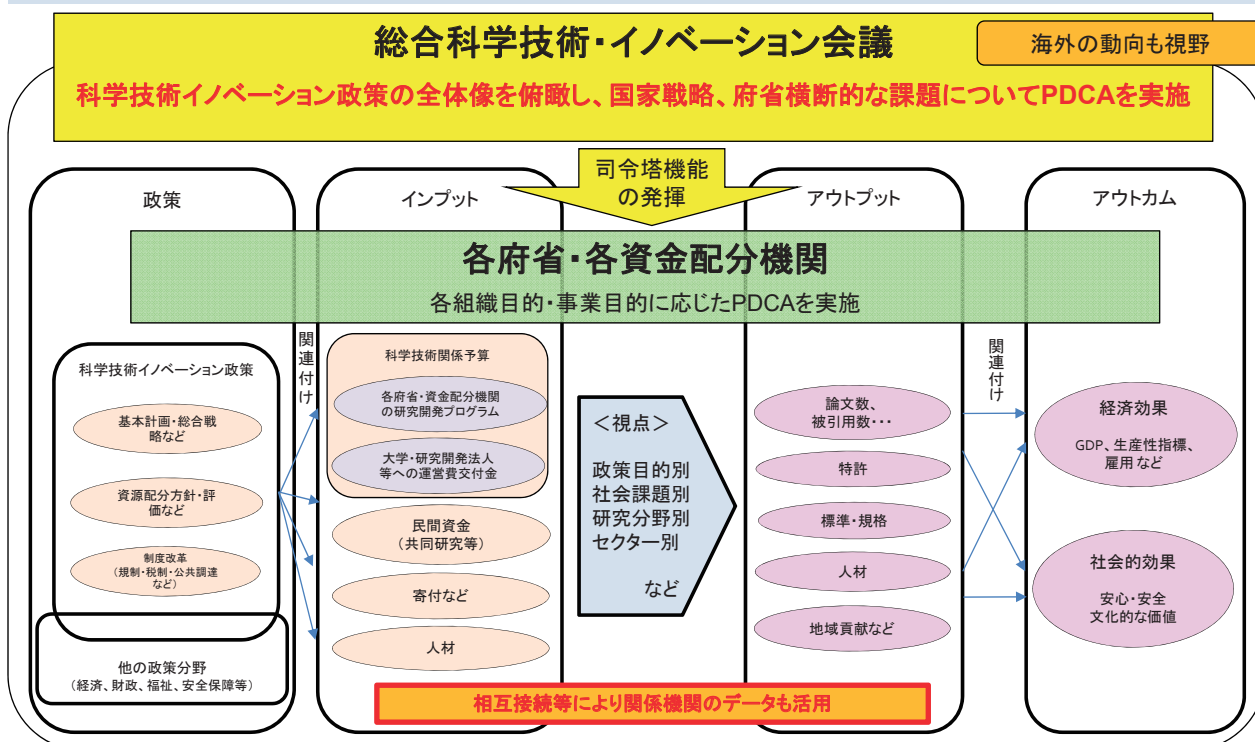 総合科学技術・イノベーション会議
海外の動向も視野
科学技術イノベーション政策の全体像を俯瞰し、国家戦略、府省横断的な課題についてPDCAを実施
司令塔機能
の発揮
政策
インプット
アウトプット
アウトカム
各府省・各資金配分機関
各組織目的・事業目的に応じたPDCAを実施
科学技術イノベーション政策
基本計画・総合戦
略など
資源配分方針・評
価など
制度改革
(規制・税制・公共調達
など)
他の政策分野
(経済、財政、福祉、安全保障等)
関連付け
科学技術関係予算
各府省・資金配分機関
の研究開発プログラム
大学・研究開発法人
等への運営費交付金
民間資金
(共同研究等)
寄付など
人材
<視点>
政策目的別
社会課題別
研究分野別
セクター別
など
論文数、
被引用数・・・
特許
標準・規格
人材
地域貢献など
関連付け
経済効果
GDP、生産性指標、
雇用など
社会的効果
安心・安全
文化的な価値
相互接続等により関係機関のデータも活用